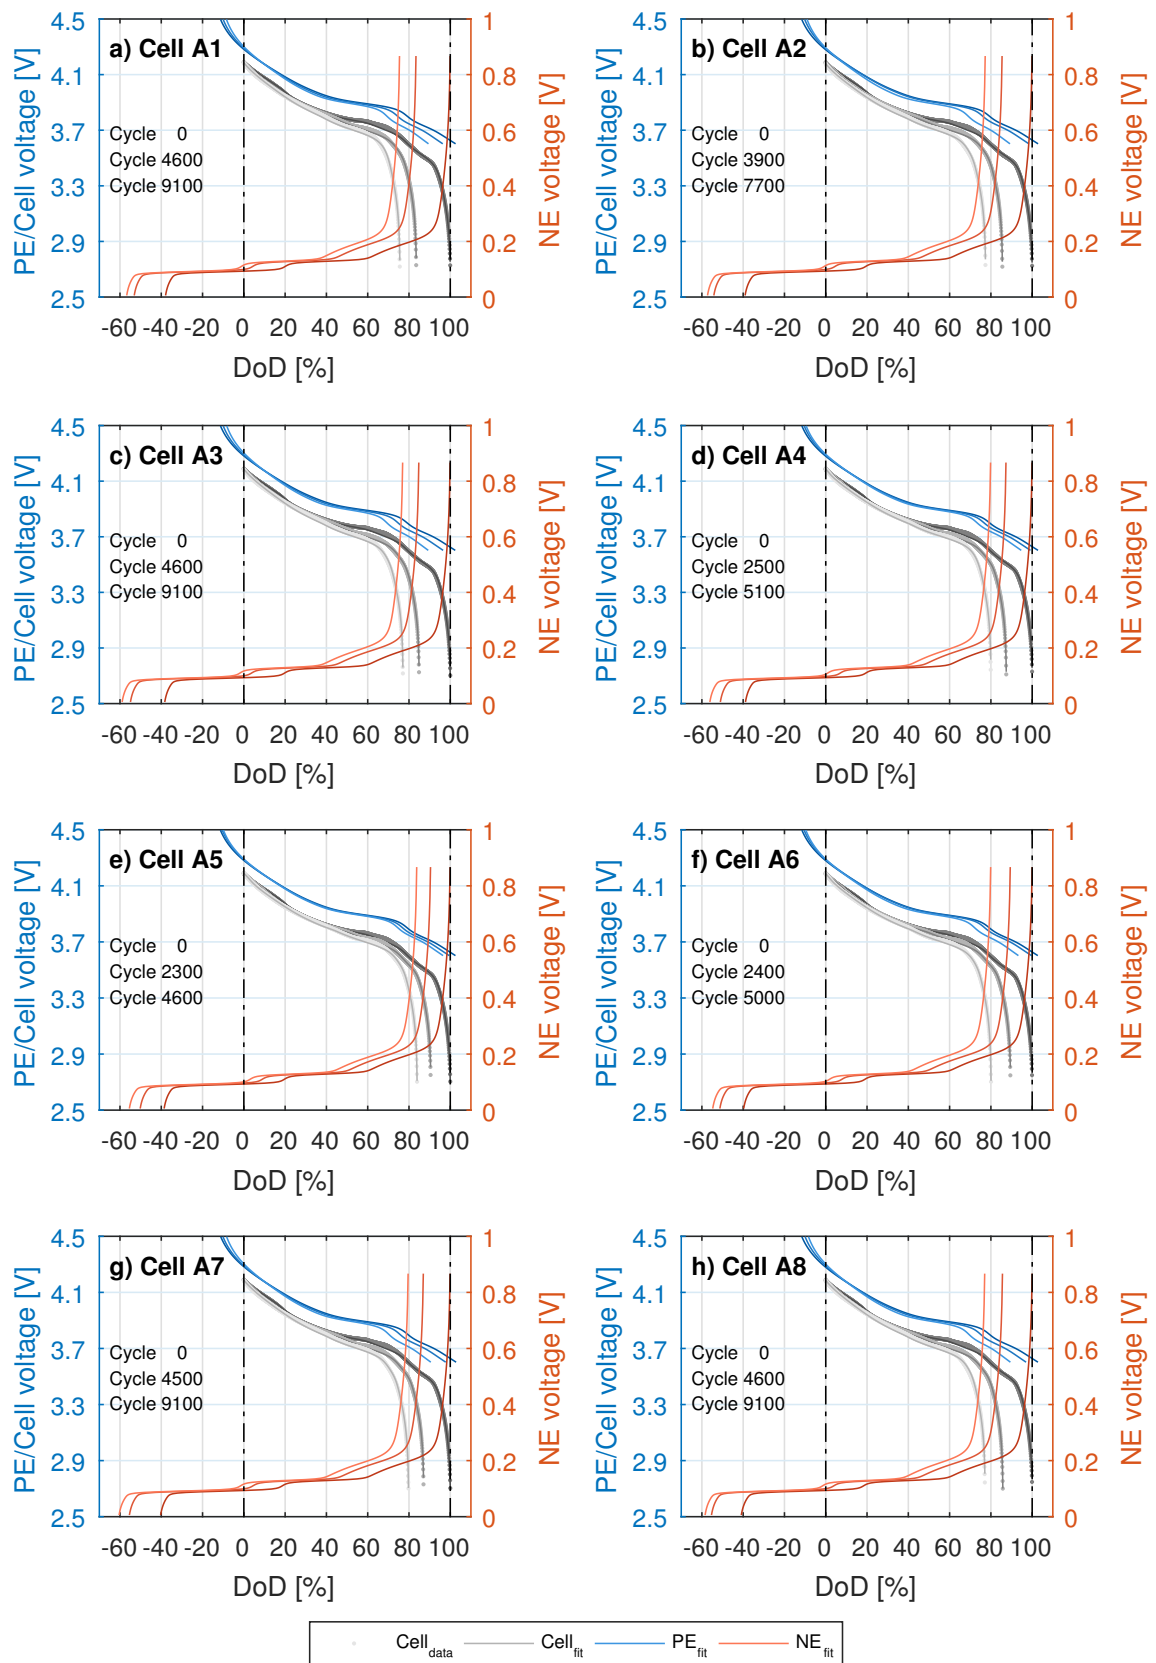 a) Cell A1
Cycle 0
Cycle 4600
Cycle 9100
PE/Cell voltage [V]
4.5
4.1
3.7
3.3
2.9
2.5
NE voltage [V]
1
0.8
0.6
0.4
0.2
0
-60 -40 -20 0 20 40 60 80 100
DoD [%]
b) Cell A2
Cycle 0
Cycle 3900
Cycle 7700
PE/Cell voltage [V]
4.5
4.1
3.7
3.3
2.9
2.5
NE voltage [V]
1
0.8
0.6
0.4
0.2
0
-60 -40 -20 0 20 40 60 80 100
DoD [%]
c) Cell A3
Cycle 0
Cycle 4600
Cycle 9100
PE/Cell voltage [V]
4.5
4.1
3.7
3.3
2.9
2.5
NE voltage [V]
1
0.8
0.6
0.4
0.2
0
-60 -40 -20 0 20 40 60 80 100
DoD [%]
d) Cell A4
Cycle 0
Cycle 2500
Cycle 5100
PE/Cell voltage [V]
4.5
4.1
3.7
3.3
2.9
2.5
NE voltage [V]
1
0.8
0.6
0.4
0.2
0
-60 -40 -20 0 20 40 60 80 100
DoD [%]
e) Cell A5
Cycle 0
Cycle 2300
Cycle 4600
PE/Cell voltage [V]
4.5
4.1
3.7
3.3
2.9
2.5
NE voltage [V]
1
0.8
0.6
0.4
0.2
0
-60 -40 -20 0 20 40 60 80 100
DoD [%]
f) Cell A6
Cycle 0
Cycle 2400
Cycle 5000
PE/Cell voltage [V]
4.5
4.1
3.7
3.3
2.9
2.5
NE voltage [V]
1
0.8
0.6
0.4
0.2
0
-60 -40 -20 0 20 40 60 80 100
DoD [%]
g) Cell A7
Cycle 0
Cycle 4500
Cycle 9100
PE/Cell voltage [V]
4.5
4.1
3.7
3.3
2.9
2.5
NE voltage [V]
1
0.8
0.6
0.4
0.2
0
-60 -40 -20 0 20 40 60 80 100
DoD [%]
h) Cell A8
Cycle 0
Cycle 4600
Cycle 9100
PE/Cell voltage [V]
4.5
4.1
3.7
3.3
2.9
2.5
NE voltage [V]
1
0.8
0.6
0.4
0.2
0
-60 -40 -20 0 20 40 60 80 100
DoD [%]
Cell data Cell fit PE fit NE fit